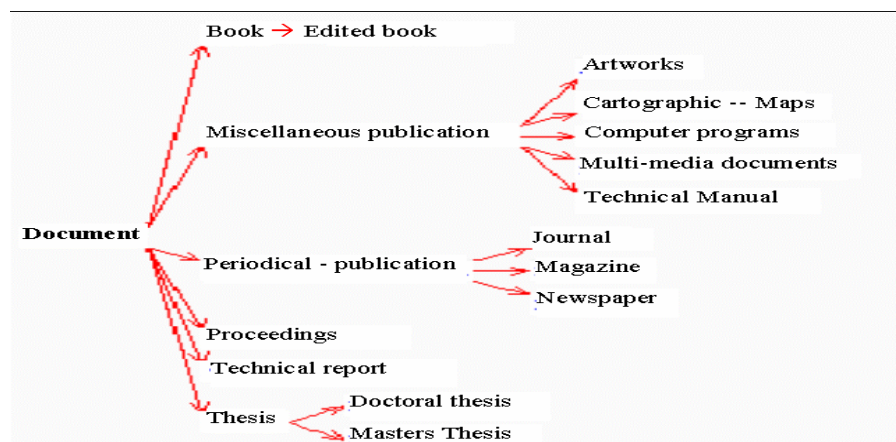 Book
Edited book
Artworks
Cartographic -- Maps
Miscellaneous publication
Computer programs
Multi-media documents
Technical Manual
Document
Journal
Periodical - publication
Magazine
Newspaper
Proceedings
Technical report
Doctoral thesis
Thesis
Masters Thesis